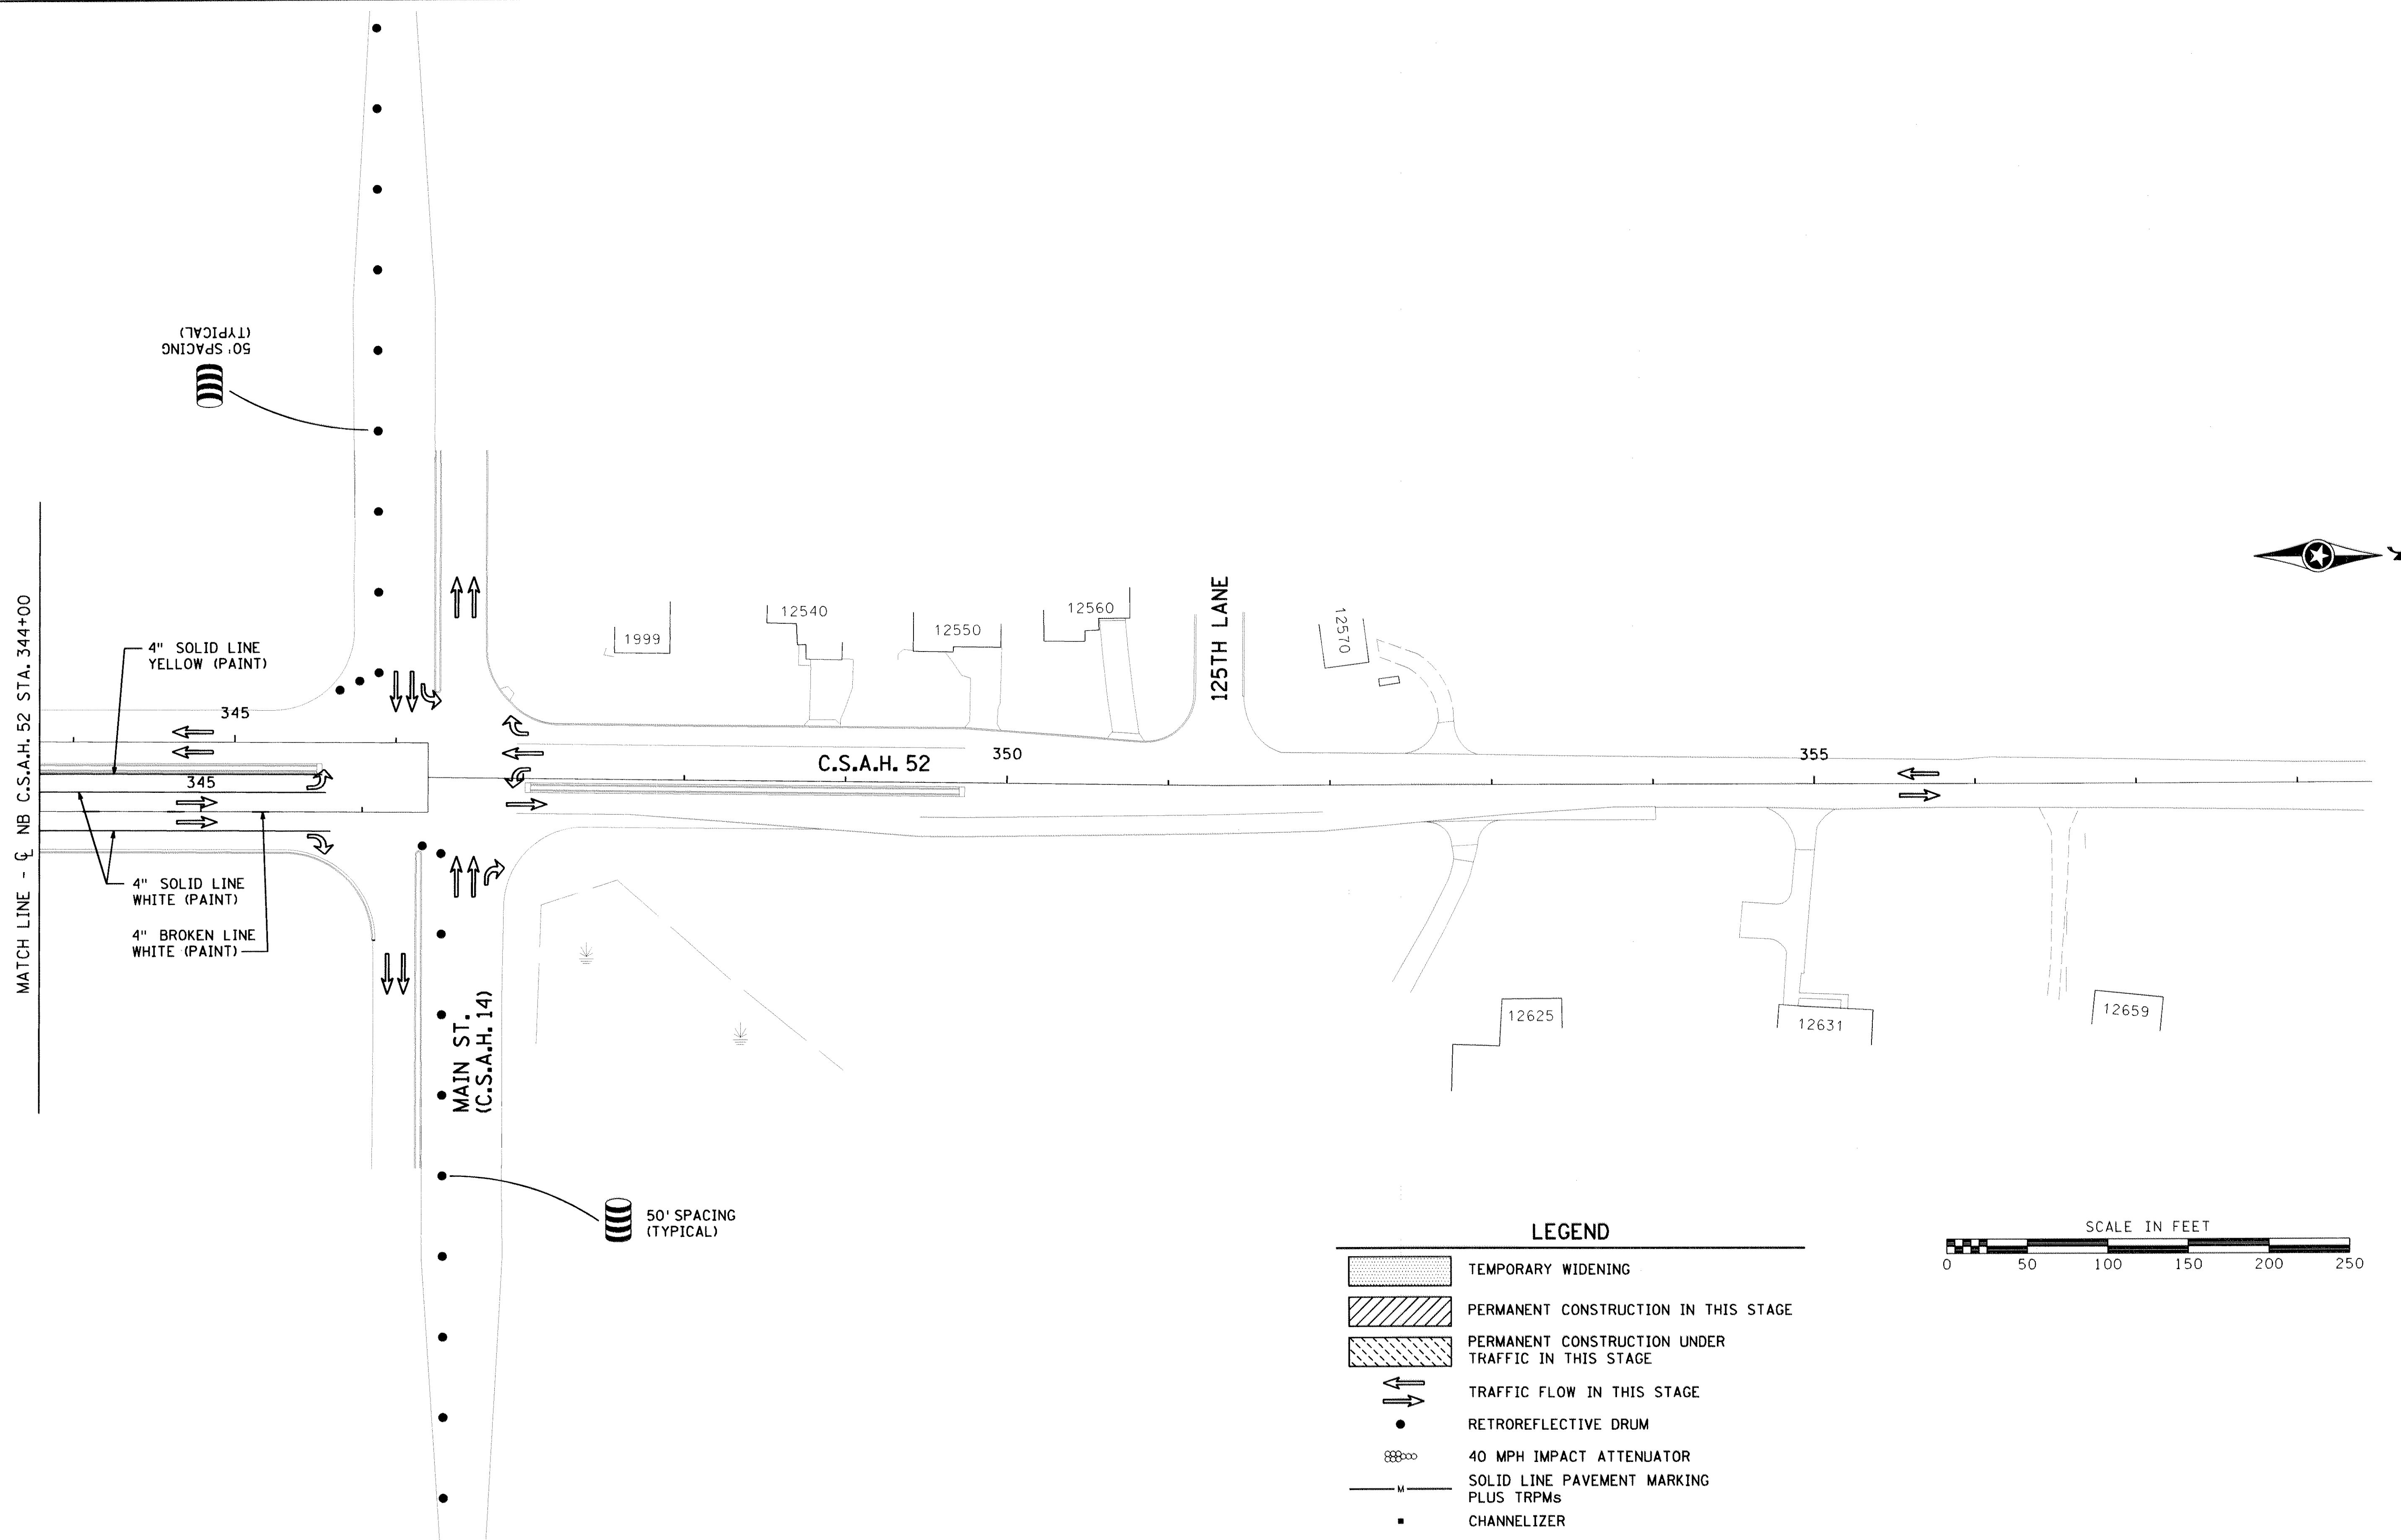 50' SPACING
(TYPICAL)
MATCH LINE - ℄ NB C.S.A.H. 52 STA. 344+00
4" SOLID LINE
YELLOW (PAINT)
345
345
4" SOLID LINE
WHITE (PAINT)
4" BROKEN LINE
WHITE (PAINT)
1999
12540
12550
12560
125TH LANE
12570
C.S.A.H. 52
350
355
MAIN ST.
(C.S.A.H. 14)
12625
12631
12659
50' SPACING
(TYPICAL)
LEGEND
TEMPORARY WIDENING
PERMANENT CONSTRUCTION IN THIS STAGE
PERMANENT CONSTRUCTION UNDER
TRAFFIC IN THIS STAGE
TRAFFIC FLOW IN THIS STAGE
RETROREFLECTIVE DRUM
40 MPH IMPACT ATTENUATOR
M
SOLID LINE PAVEMENT MARKING
PLUS TRPMs
CHANNELIZER
SCALE IN FEET
0 50 100 150 200 250